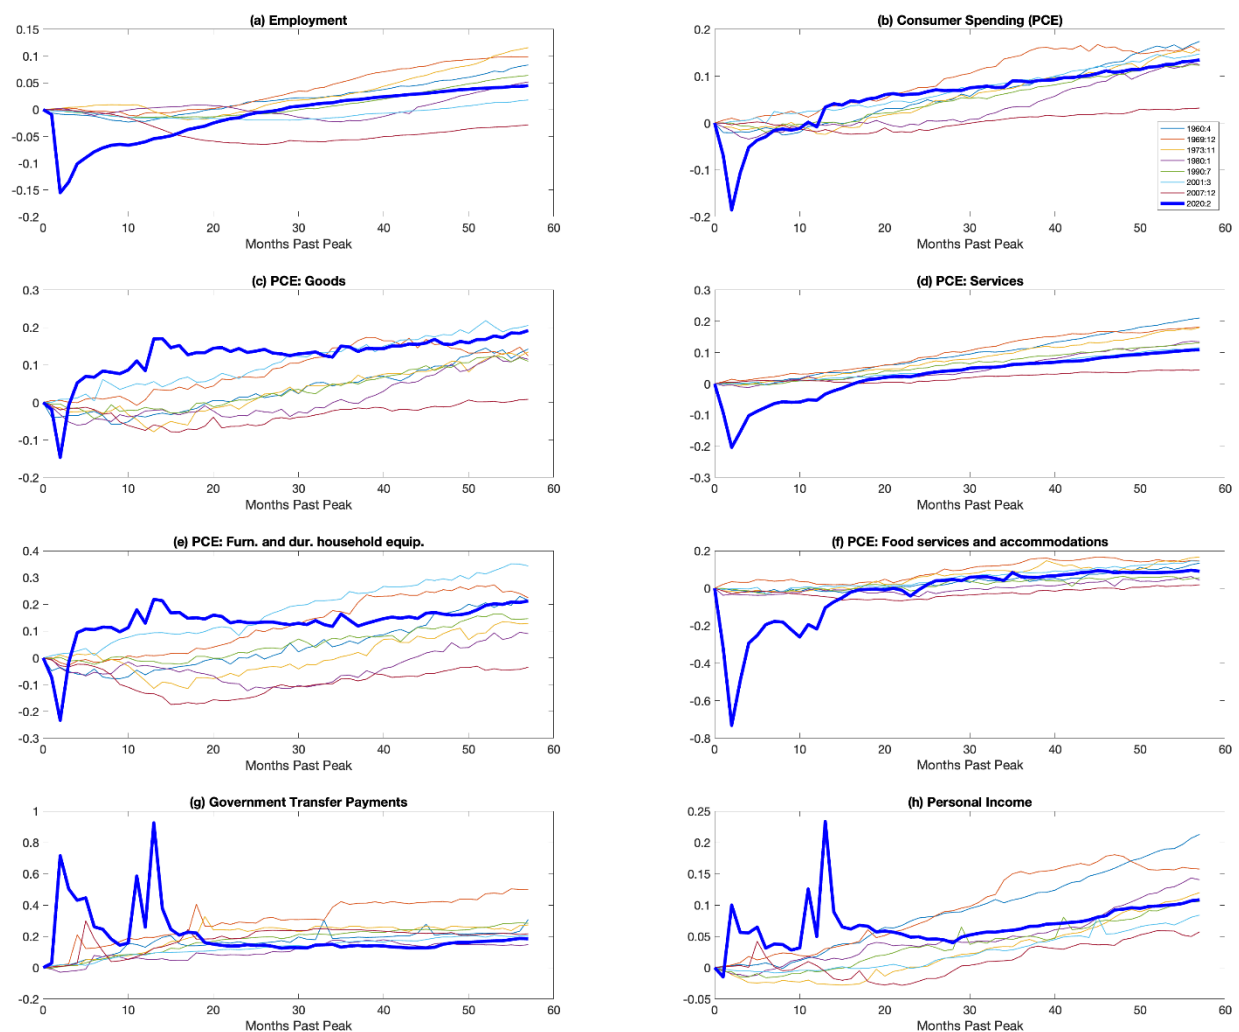 (a) Employment
0.15
0.1
0.05
0
-0.05
-0.1
-0.15
-0.2
0 10 20 30 40 50 60
Months Past Peak
(b) Consumer Spending (PCE)
0.2
0.1
0
-0.1
-0.2
0 10 20 30 40 50 60
Months Past Peak
1960:4
1969:12
1973:11
1980:1
1990:7
2001:3
2007:12
2020:2
(c) PCE: Goods
0.3
0.2
0.1
0
-0.1
-0.2
0 10 20 30 40 50 60
Months Past Peak
(d) PCE: Services
0.3
0.2
0.1
0
-0.1
-0.2
-0.3
0 10 20 30 40 50 60
Months Past Peak
(e) PCE: Furn. and dur. household equip.
0.4
0.3
0.2
0.1
0
-0.1
-0.2
-0.3
0 10 20 30 40 50 60
Months Past Peak
(f) PCE: Food services and accommodations
0.2
0
-0.2
-0.4
-0.6
-0.8
0 10 20 30 40 50 60
Months Past Peak
(g) Government Transfer Payments
1
0.8
0.6
0.4
0.2
0
-0.2
0 10 20 30 40 50 60
Months Past Peak
(h) Personal Income
0.25
0.2
0.15
0.1
0.05
0
-0.05
0 10 20 30 40 50 60
Months Past Peak